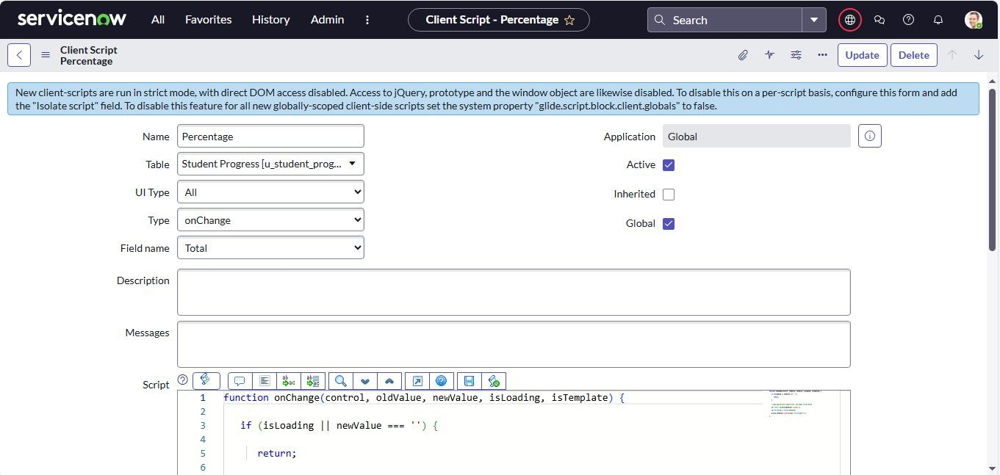 servicenow All Favorites History Admin Client Script - Percentage Search
Client Script
Percentage
Update Delete
New client-scripts are run in strict mode, with direct DOM access disabled. Access to jQuery, prototype and the window object are likewise disabled. To disable this on a per-script basis, configure this form and add
the "Isolate script" field. To disable this feature for all new globally-scoped client-side scripts set the system property "glide.script.block.client.globals" to false.
Name Percentage Application Global
Table Student Progress [u_student_prog... Active
UI Type All Inherited
Type onChange Global
Field name Total
Description
Messages
Script
1 function onChange(control, oldValue, newValue, isLoading, isTemplate) {
2
3 if (isLoading || newValue === '') {
4
5 return;
6